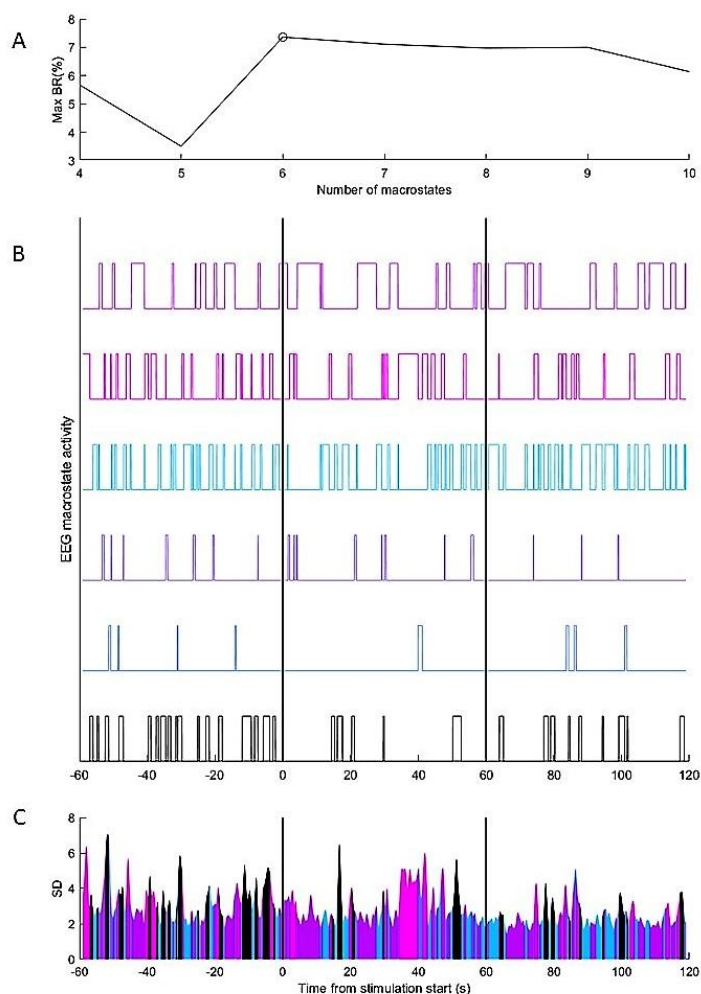 A
8
7
6
5
4
3
Max BR(%)
4 5 6 7 8 9 10
Number of macrostates
B
EEG macrostate activity
-60 -40 -20 0 20 40 60 80 100 120
C
8
6
4
2
0
SD
-60 -40 -20 0 20 40 60 80 100 120
Time from stimulation start (s)